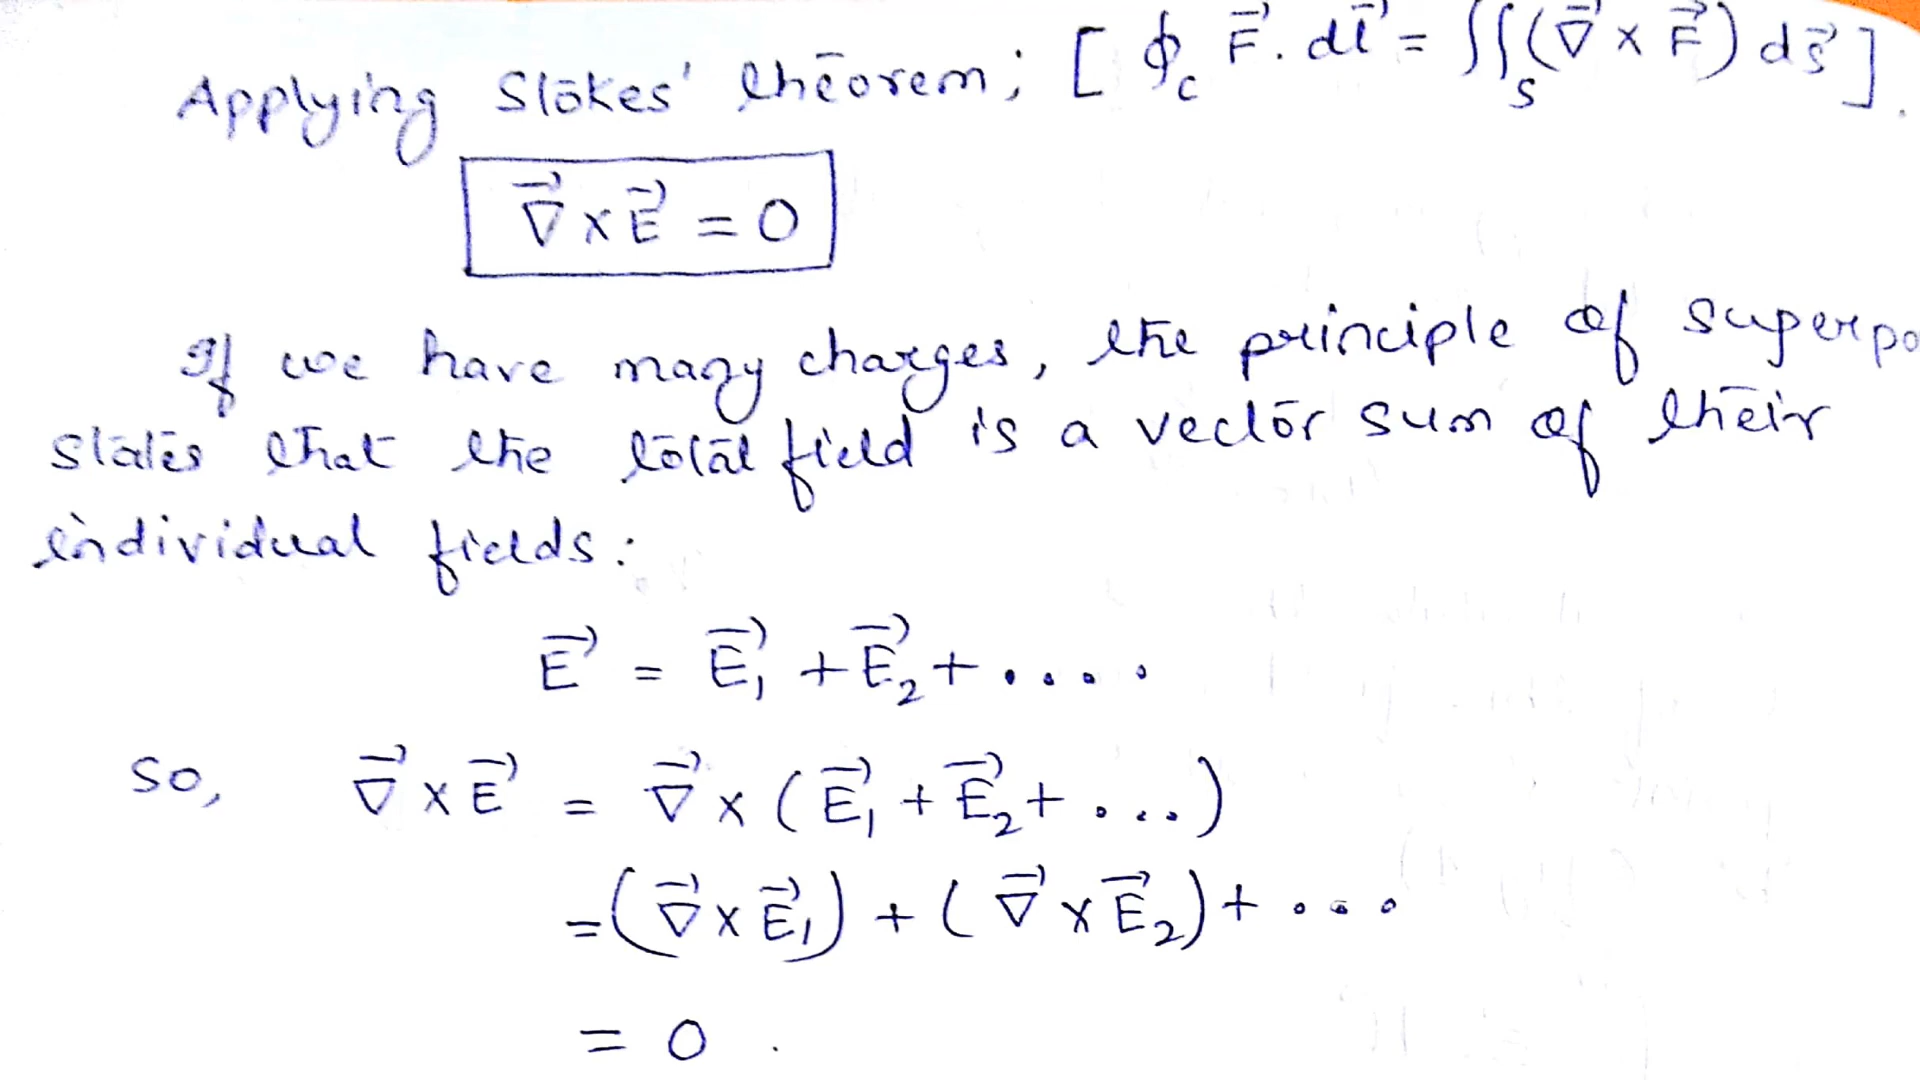 Applying Stokes' theorem; [ ∮c F⃗. dl⃗ = ∬s (∇⃗ x F⃗) ds⃗ ].
∇⃗ x E⃗ = 0
If we have many charges, the principle of superpo
states that the total field is a vector sum of their
individual fields:
E⃗ = E⃗₁ + E⃗₂ + .....
So, ∇⃗ x E⃗ = ∇⃗ x (E⃗₁ + E⃗₂ + ....)
= (∇⃗ x E⃗₁) + (∇⃗ x E⃗₂) + ....
= 0 .